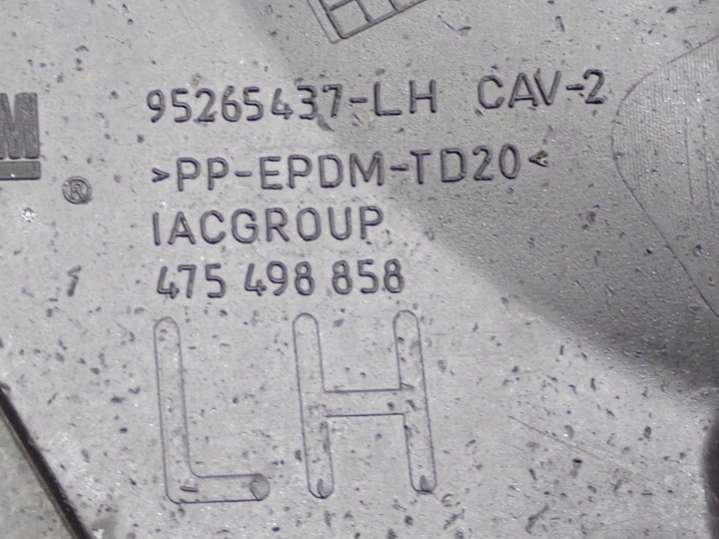 95265437-LH CAV-2
M
®
>PP-EPDM-TD20<
IACGROUP
475 498 858
LH